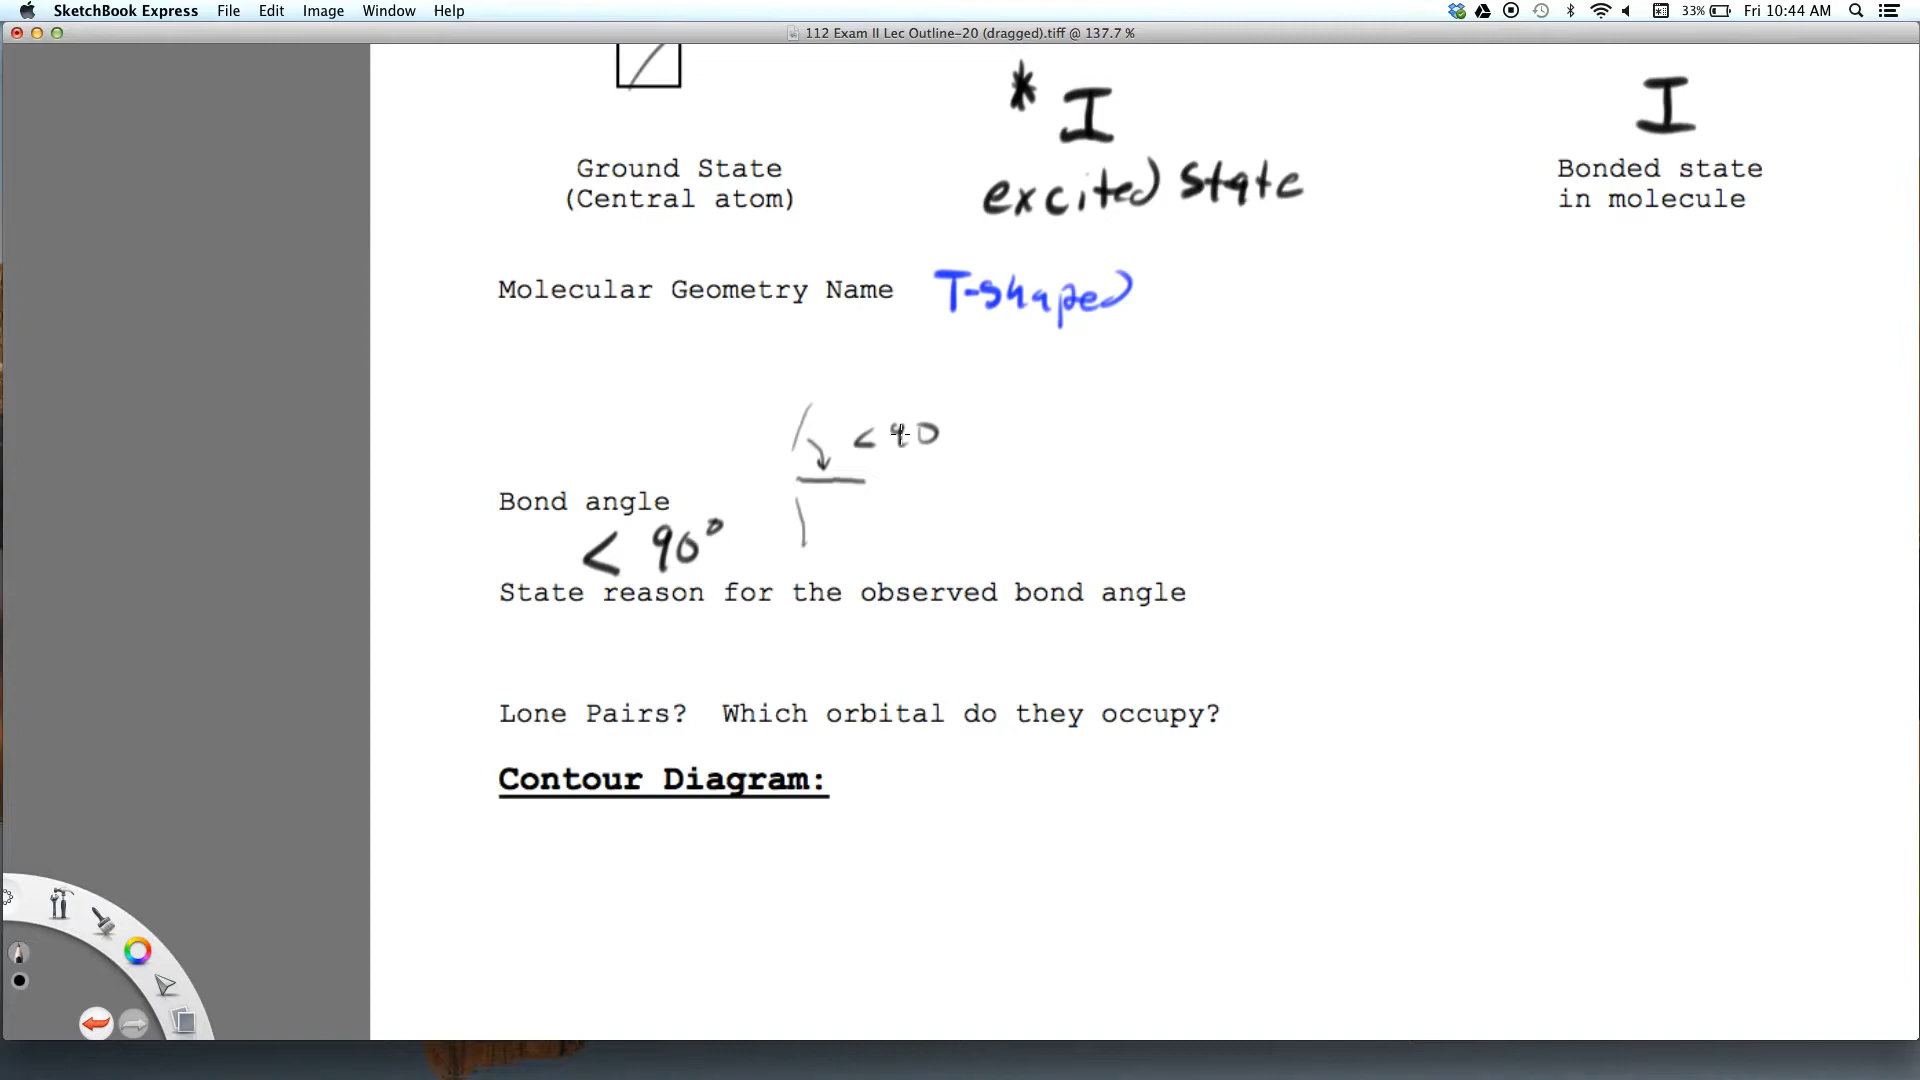 SketchBook Express File Edit Image Window Help 33% Fri 10:44 AM
112 Exam II Lec Outline-20 (dragged).tiff @ 137.7 %
* I I
Ground State excited state Bonded state
(Central atom) in molecule
Molecular Geometry Name T-shaped
< 90
Bond angle
< 90°
State reason for the observed bond angle
Lone Pairs? Which orbital do they occupy?
Contour Diagram: